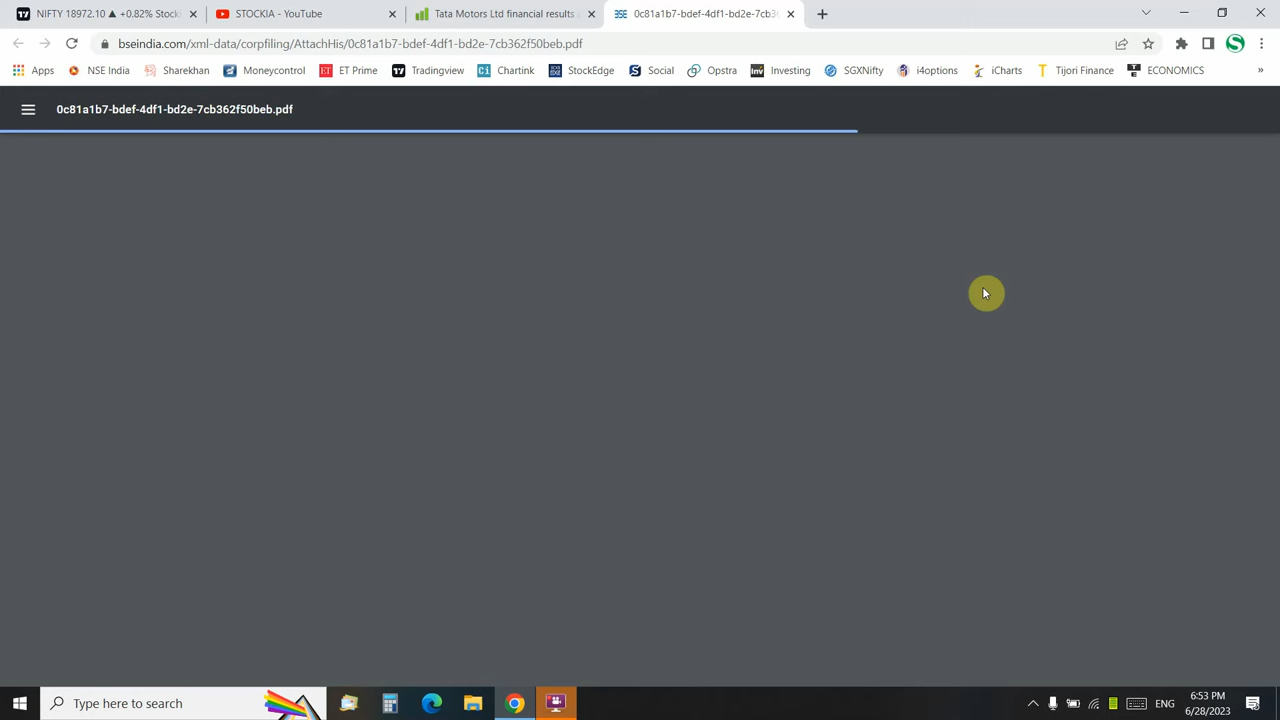 NIFTY 18972.10 ▲ +0.82% Stock
STOCKIA - YouTube
Tata Motors Ltd financial results
0c81a1b7-bdef-4df1-bd2e-7cb3
bseindia.com/xml-data/corpfiling/AttachHis/0c81a1b7-bdef-4df1-bd2e-7cb362f50beb.pdf
Apps
NSE India
Sharekhan
Moneycontrol
ET ET Prime
Tradingview
Ci Chartink
StockEdge
Social
Opstra
Inv Investing
SGXNifty
i4options
iCharts
T Tijori Finance
ECONOMICS
»
0c81a1b7-bdef-4df1-bd2e-7cb362f50beb.pdf
Type here to search
ENG
6:53 PM
6/28/2023